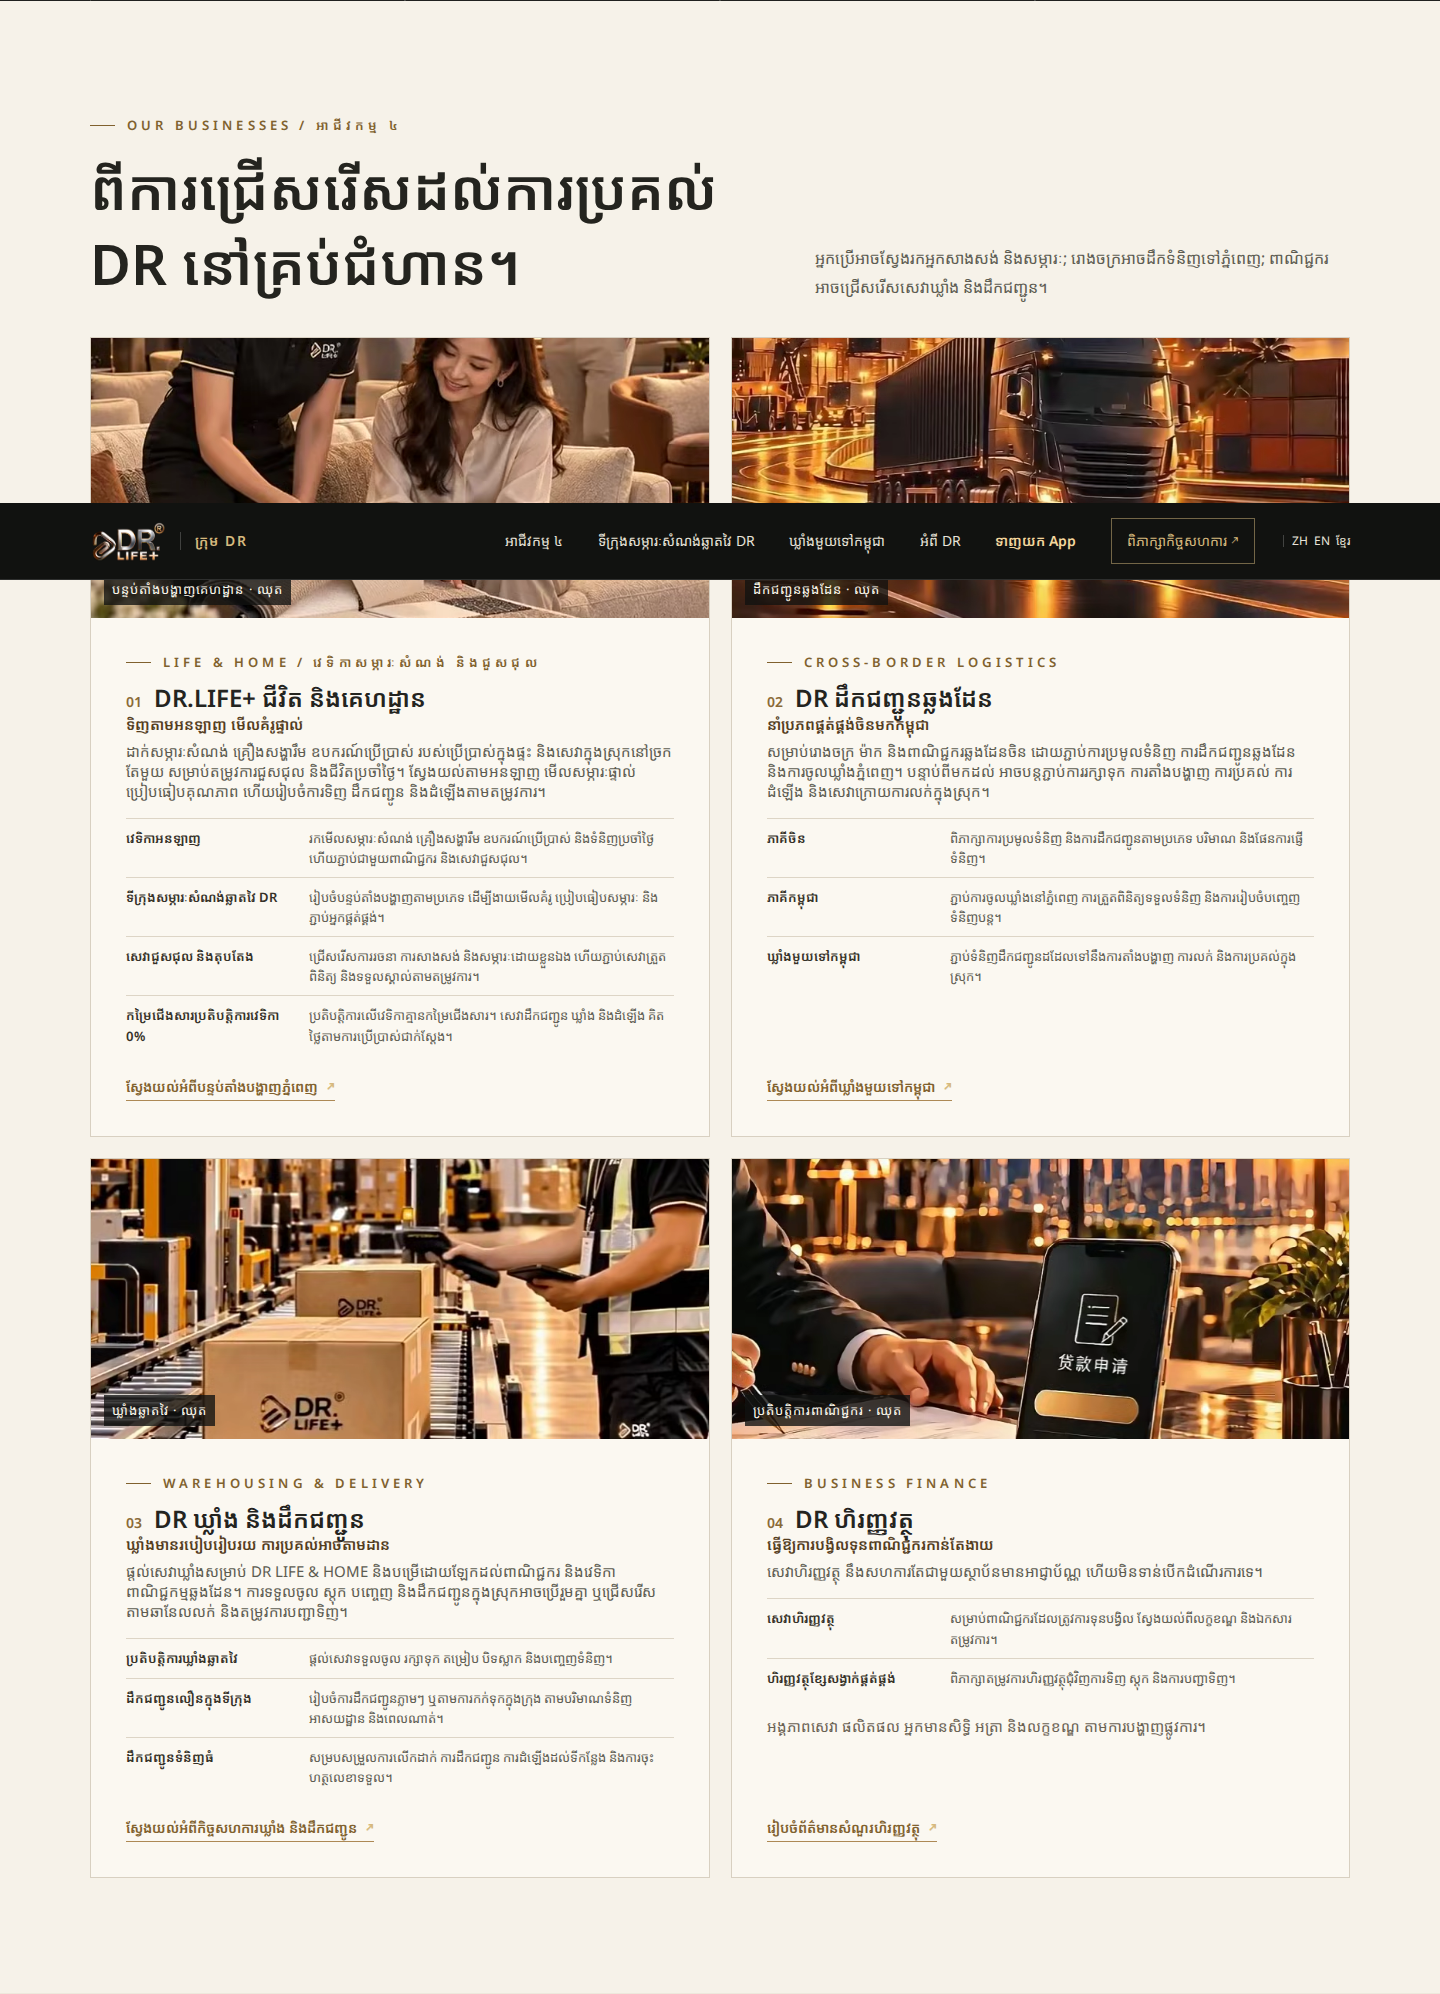 OUR BUSINESSES / អាជីវកម្ម ៤
ពីការជ្រើសរើសដល់ការប្រគល់
DR នៅគ្រប់ជំហាន។
អ្នកប្រើអាចស្វែងរកអ្នកសាងសង់ និងសម្ភារៈ; រោងចក្រអាចដឹកទំនិញទៅភ្នំពេញ; ពាណិជ្ជករ
អាចជ្រើសរើសសេវាឃ្លាំង និងដឹកជញ្ជូន។
DR.
LIFE+
DR.®
LIFE+
ក្រុម DR
អាជីវកម្ម ៤
ទីក្រុងសម្ភារៈសំណង់ឆ្លាតវៃ DR
ឃ្លាំងមួយទៅកម្ពុជា
អំពី DR
ទាញយក App
ពិភាក្សាកិច្ចសហការ ↗
ZH EN ខ្មែរ
បន្ទប់តាំងបង្ហាញគេហដ្ឋាន · ឈុត
LIFE & HOME / វេទិកាសម្ភារៈសំណង់ និងជួសជុល
01 DR.LIFE+ ជីវិត និងគេហដ្ឋាន
ទិញតាមអនឡាញ មើលគំរូផ្ទាល់
ដាក់សម្ភារៈសំណង់ គ្រឿងសង្ហារឹម ឧបករណ៍ប្រើប្រាស់ របស់ប្រើប្រាស់ក្នុងផ្ទះ និងសេវាក្នុងស្រុកនៅច្រក
តែមួយ សម្រាប់តម្រូវការជួសជុល និងជីវិតប្រចាំថ្ងៃ។ ស្វែងយល់តាមអនឡាញ មើលសម្ភារៈផ្ទាល់
ប្រៀបធៀបគុណភាព ហើយរៀបចំការទិញ ដឹកជញ្ជូន និងដំឡើងតាមតម្រូវការ។
វេទិកាអនឡាញ
រកមើលសម្ភារៈសំណង់ គ្រឿងសង្ហារឹម ឧបករណ៍ប្រើប្រាស់ និងទំនិញប្រចាំថ្ងៃ
ហើយភ្ជាប់ជាមួយពាណិជ្ជករ និងសេវាជួសជុល។
ទីក្រុងសម្ភារៈសំណង់ឆ្លាតវៃ DR
រៀបចំបន្ទប់តាំងបង្ហាញតាមប្រភេទ ដើម្បីងាយមើលគំរូ ប្រៀបធៀបសម្ភារៈ និង
ភ្ជាប់អ្នកផ្គត់ផ្គង់។
សេវាជួសជុល និងតុបតែង
ជ្រើសរើសការរចនា ការសាងសង់ និងសម្ភារៈដោយខ្លួនឯង ហើយភ្ជាប់សេវាត្រួត
ពិនិត្យ និងទទួលស្គាល់តាមតម្រូវការ។
កម្រៃជើងសារប្រតិបត្តិការវេទិកា
0%
ប្រតិបត្តិការលើវេទិកាគ្មានកម្រៃជើងសារ។ សេវាដឹកជញ្ជូន ឃ្លាំង និងដំឡើង គិត
ថ្លៃតាមការប្រើប្រាស់ជាក់ស្តែង។
ស្វែងយល់អំពីបន្ទប់តាំងបង្ហាញភ្នំពេញ ↗
ដឹកជញ្ជូនឆ្លងដែន · ឈុត
CROSS-BORDER LOGISTICS
02 DR ដឹកជញ្ជូនឆ្លងដែន
នាំប្រភពផ្គត់ផ្គង់ចិនមកកម្ពុជា
សម្រាប់រោងចក្រ ម៉ាក និងពាណិជ្ជករឆ្លងដែនចិន ដោយភ្ជាប់ការប្រមូលទំនិញ ការដឹកជញ្ជូនឆ្លងដែន
និងការចូលឃ្លាំងភ្នំពេញ។ បន្ទាប់ពីមកដល់ អាចបន្តភ្ជាប់ការរក្សាទុក ការតាំងបង្ហាញ ការប្រគល់ ការ
ដំឡើង និងសេវាក្រោយការលក់ក្នុងស្រុក។
ភាគីចិន
ពិភាក្សាការប្រមូលទំនិញ និងការដឹកជញ្ជូនតាមប្រភេទ បរិមាណ និងផែនការផ្ញើ
ទំនិញ។
ភាគីកម្ពុជា
ភ្ជាប់ការចូលឃ្លាំងនៅភ្នំពេញ ការត្រួតពិនិត្យទទួលទំនិញ និងការរៀបចំបញ្ចេញ
ទំនិញបន្ត។
ឃ្លាំងមួយទៅកម្ពុជា
ភ្ជាប់ទំនិញដឹកជញ្ជូនដដែលទៅនឹងការតាំងបង្ហាញ ការលក់ និងការប្រគល់ក្នុង
ស្រុក។
ស្វែងយល់អំពីឃ្លាំងមួយទៅកម្ពុជា ↗
DR.
LIFE+
DR.®
LIFE+
DR.
ឃ្លាំងឆ្លាតវៃ · ឈុត
WAREHOUSING & DELIVERY
03 DR ឃ្លាំង និងដឹកជញ្ជូន
ឃ្លាំងមានរបៀបរៀបរយ ការប្រគល់អាចតាមដាន
ផ្តល់សេវាឃ្លាំងសម្រាប់ DR LIFE & HOME និងបម្រើដោយឡែកដល់ពាណិជ្ជករ និងវេទិកា
ពាណិជ្ជកម្មឆ្លងដែន។ ការទទួលចូល ស្តុក បញ្ចេញ និងដឹកជញ្ជូនក្នុងស្រុកអាចប្រើរួមគ្នា ឬជ្រើសរើស
តាមឆានែលលក់ និងតម្រូវការបញ្ជាទិញ។
ប្រតិបត្តិការឃ្លាំងឆ្លាតវៃ
ផ្តល់សេវាទទួលចូល រក្សាទុក តម្រៀប បិទស្លាក និងបញ្ចេញទំនិញ។
ដឹកជញ្ជូនលឿនក្នុងទីក្រុង
រៀបចំការដឹកជញ្ជូនភ្លាមៗ ឬតាមការកក់ទុកក្នុងក្រុង តាមបរិមាណទំនិញ
អាសយដ្ឋាន និងពេលណាត់។
ដឹកជញ្ជូនទំនិញធំ
សម្របសម្រួលការលើកដាក់ ការដឹកជញ្ជូន ការដំឡើងដល់ទីកន្លែង និងការចុះ
ហត្ថលេខាទទួល។
ស្វែងយល់អំពីកិច្ចសហការឃ្លាំង និងដឹកជញ្ជូន ↗
贷款申请
ប្រតិបត្តិការពាណិជ្ជករ · ឈុត
BUSINESS FINANCE
04 DR ហិរញ្ញវត្ថុ
ធ្វើឱ្យការបង្វិលទុនពាណិជ្ជករកាន់តែងាយ
សេវាហិរញ្ញវត្ថុ នឹងសហការតែជាមួយស្ថាប័នមានអាជ្ញាប័ណ្ណ ហើយមិនទាន់បើកដំណើរការទេ។
សេវាហិរញ្ញវត្ថុ
សម្រាប់ពាណិជ្ជករដែលត្រូវការទុនបង្វិល ស្វែងយល់ពីលក្ខខណ្ឌ និងឯកសារ
តម្រូវការ។
ហិរញ្ញវត្ថុខ្សែសង្វាក់ផ្គត់ផ្គង់
ពិភាក្សាតម្រូវការហិរញ្ញវត្ថុជុំវិញការទិញ ស្តុក និងការបញ្ជាទិញ។
អង្គភាពសេវា ផលិតផល អ្នកមានសិទ្ធិ អត្រា និងលក្ខខណ្ឌ តាមការបង្ហាញផ្លូវការ។
រៀបចំព័ត៌មានសំណួរហិរញ្ញវត្ថុ ↗